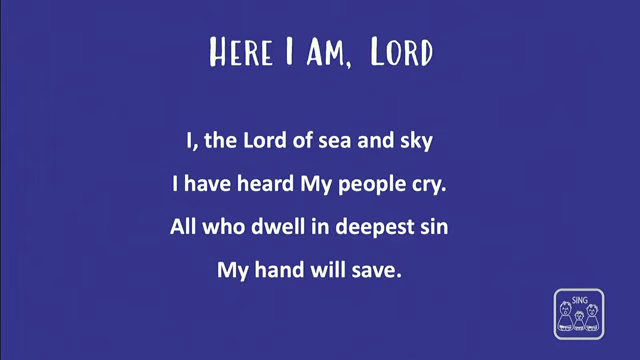 HERE I AM, LORD
I, the Lord of sea and sky
I have heard My people cry.
All who dwell in deepest sin
My hand will save.
SING